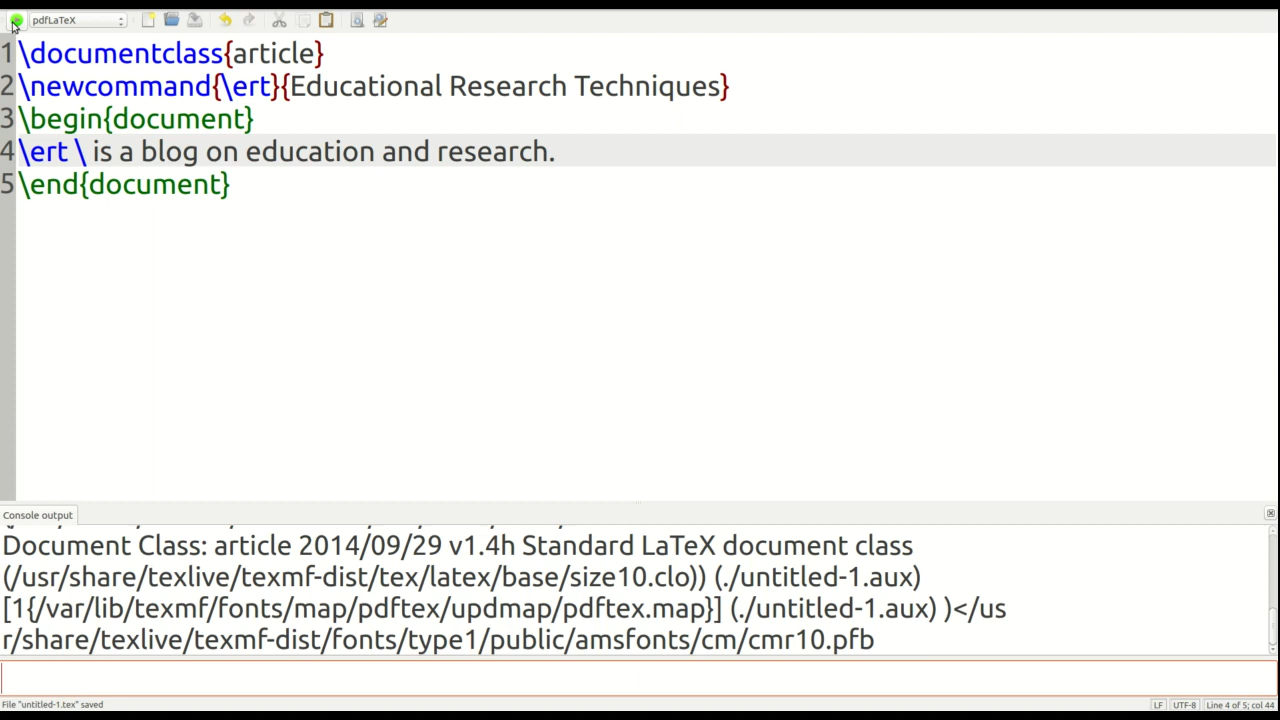 pdfLaTeX
1 \documentclass{article}
2 \newcommand{\ert}{Educational Research Techniques}
3 \begin{document}
4 \ert \ is a blog on education and research.
5 \end{document}
Console output
Document Class: article 2014/09/29 v1.4h Standard LaTeX document class
(/usr/share/texlive/texmf-dist/tex/latex/base/size10.clo)) (./untitled-1.aux)
[1{/var/lib/texmf/fonts/map/pdftex/updmap/pdftex.map}] (./untitled-1.aux) )</us
r/share/texlive/texmf-dist/fonts/type1/public/amsfonts/cm/cmr10.pfb
File "untitled-1.tex" saved
LF UTF-8 Line 4 of 5; col 44